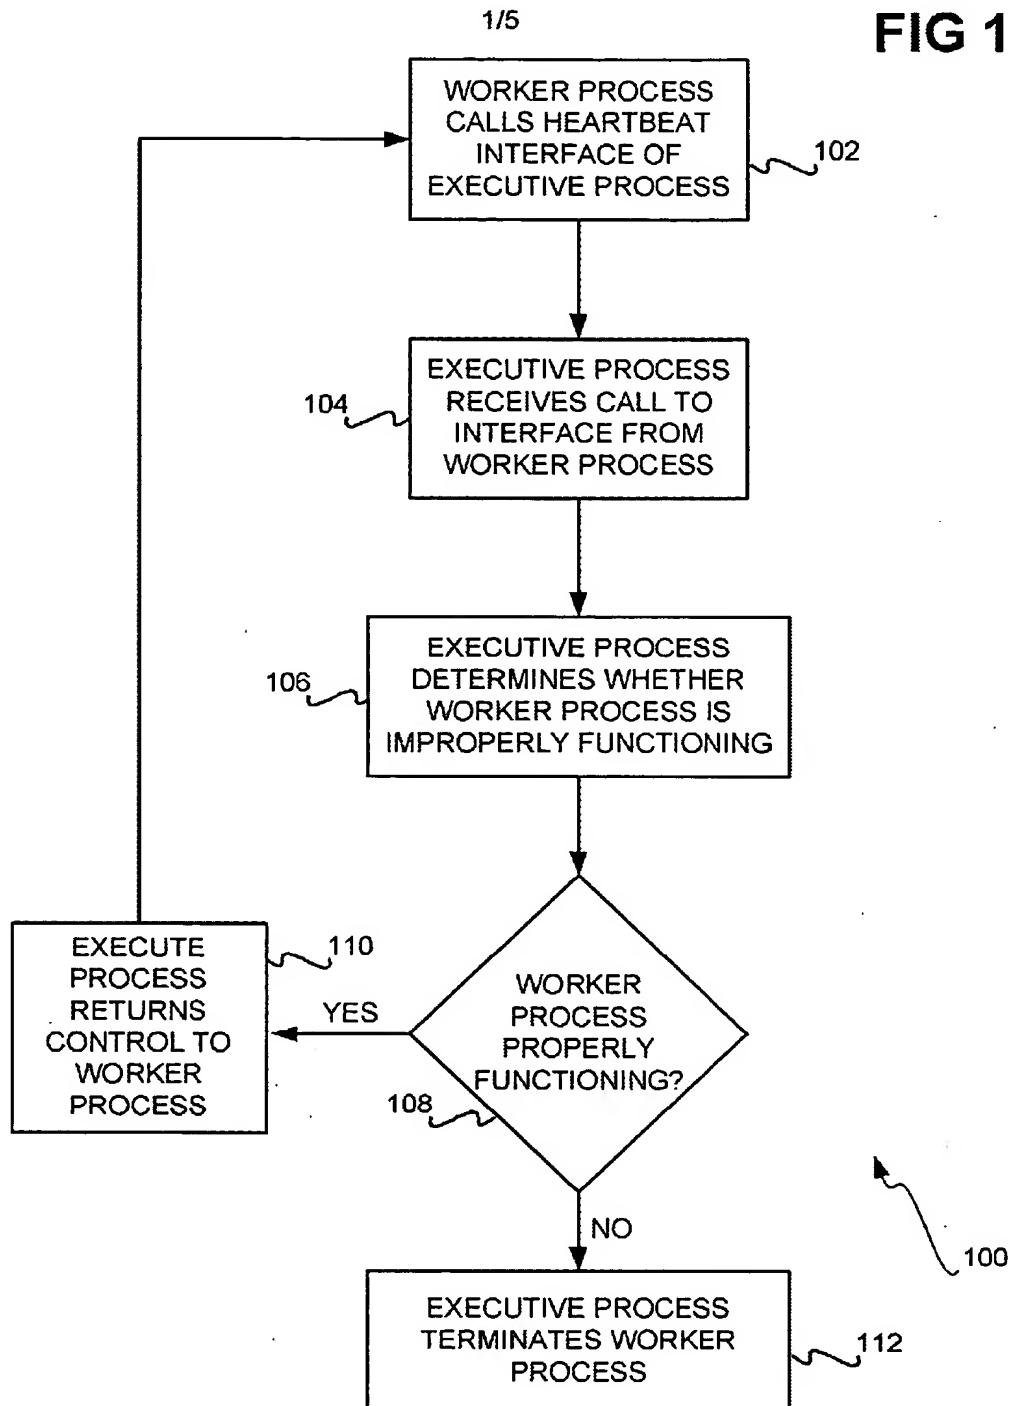 1/5
FIG 1
WORKER PROCESS
CALLS HEARTBEAT
INTERFACE OF
EXECUTIVE PROCESS
102
EXECUTIVE PROCESS
RECEIVES CALL TO
INTERFACE FROM
WORKER PROCESS
104
EXECUTIVE PROCESS
DETERMINES WHETHER
WORKER PROCESS IS
IMPROPERLY FUNCTIONING
106
WORKER
PROCESS
PROPERLY
FUNCTIONING?
108
YES
EXECUTE
PROCESS
RETURNS
CONTROL TO
WORKER
PROCESS
110
NO
100
EXECUTIVE PROCESS
TERMINATES WORKER
PROCESS
112